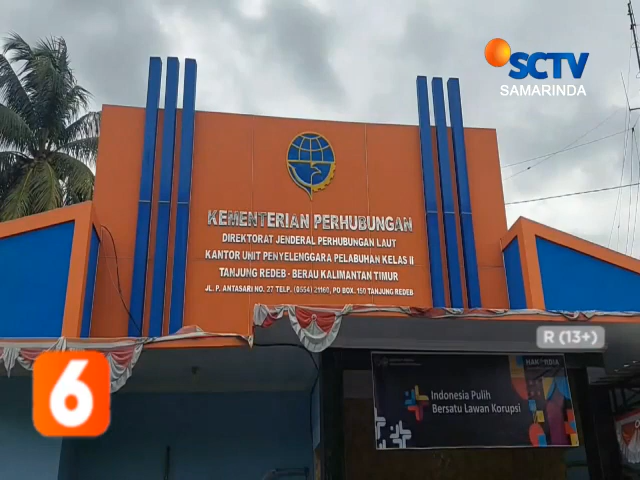 SCTV
SAMARINDA
KEMENTERIAN PERHUBUNGAN
DIREKTORAT JENDERAL PERHUBUNGAN LAUT
KANTOR UNIT PENYELENGGARA PELABUHAN KELAS II
TANJUNG REDEB - BERAU KALIMANTAN TIMUR
JL. P. ANTASARI NO. 27 TELP. (0554) 21160, PO BOX. 150 TANJUNG REDEB
R (13+)
6
HAKORDIA
Indonesia Pulih
Bersatu Lawan Korupsi